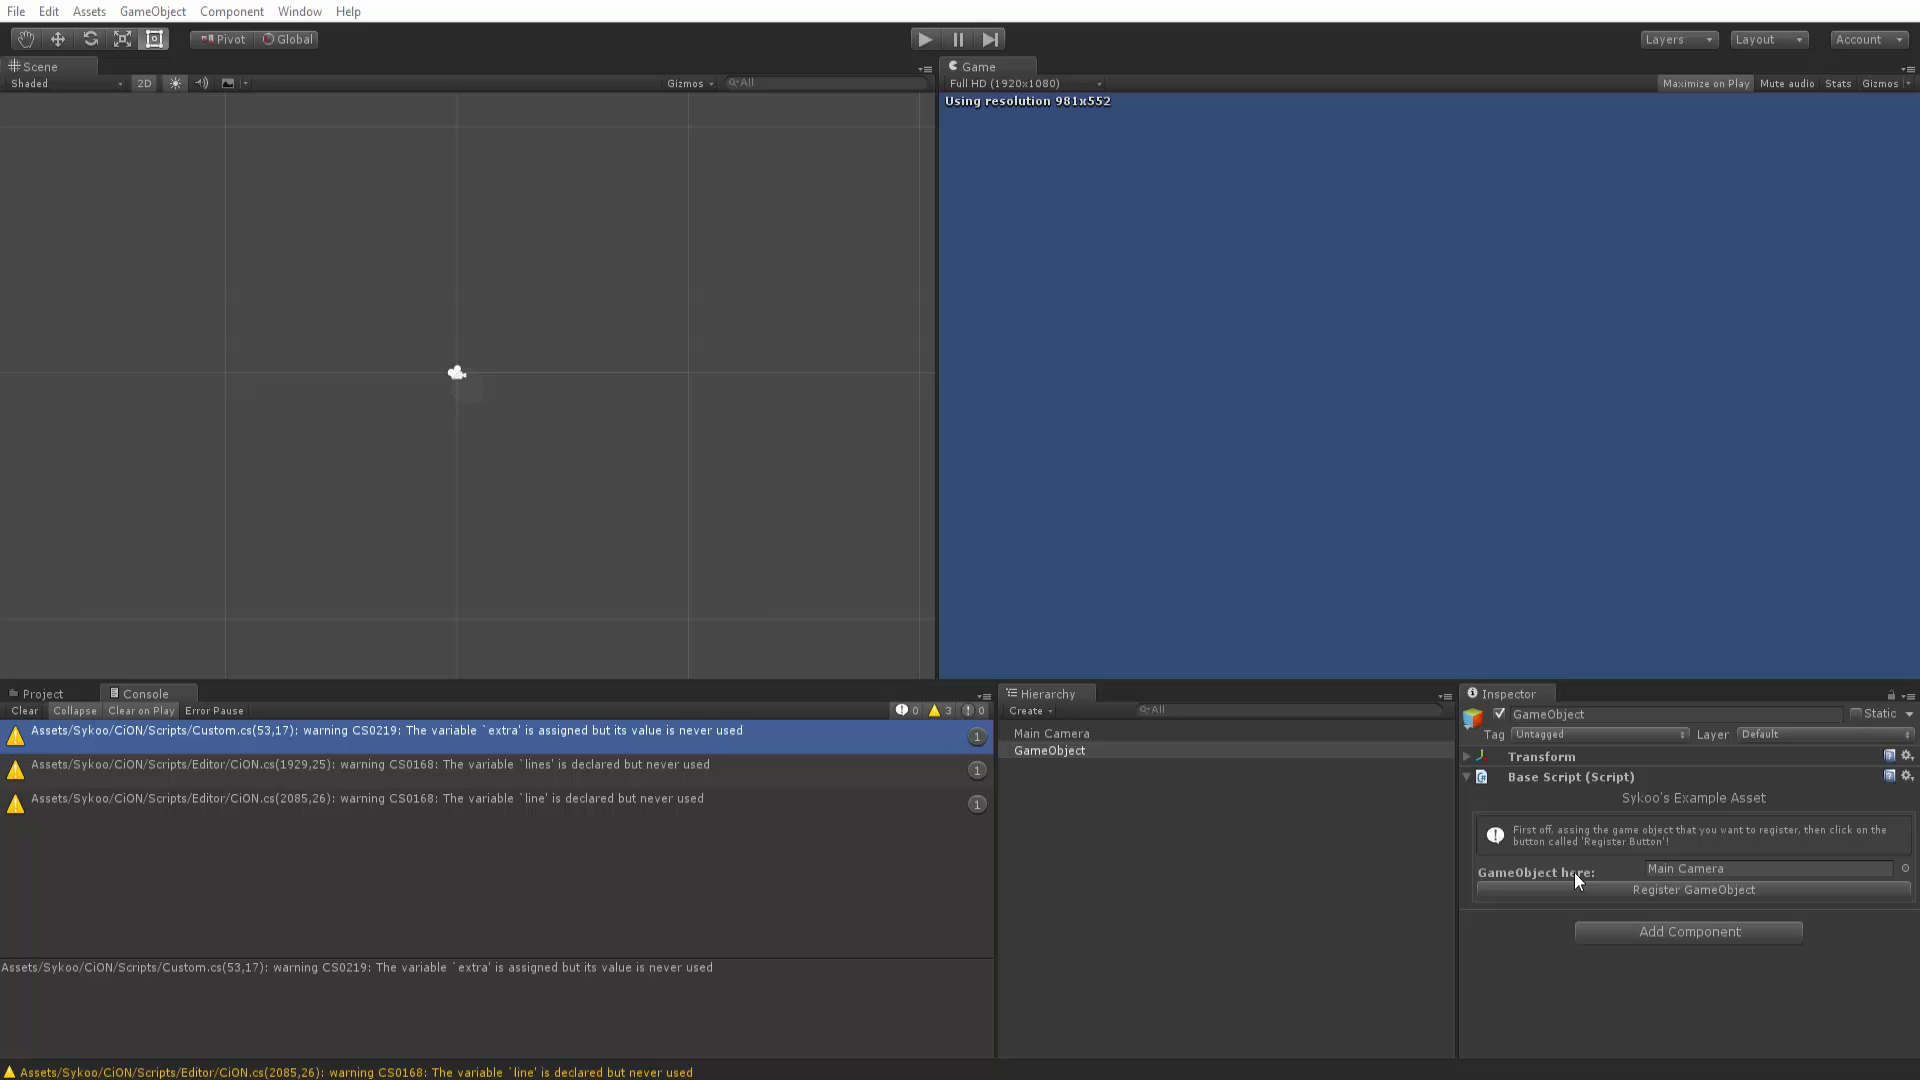 File Edit Assets GameObject Component Window Help
Pivot Global
Layers Layout Account
Scene
Shaded 2D Gizmos All
Game
Full HD (1920x1080) Maximize on Play Mute audio Stats Gizmos
Using resolution 981x552
Project Console
Clear Collapse Clear on Play Error Pause 0 3 0
Assets/Sykoo/CiON/Scripts/Custom.cs(53,17): warning CS0219: The variable `extra' is assigned but its value is never used
1
Assets/Sykoo/CiON/Scripts/Editor/CiON.cs(1929,25): warning CS0168: The variable `lines' is declared but never used
1
Assets/Sykoo/CiON/Scripts/Editor/CiON.cs(2085,26): warning CS0168: The variable `line' is declared but never used
1
Assets/Sykoo/CiON/Scripts/Custom.cs(53,17): warning CS0219: The variable `extra' is assigned but its value is never used
Hierarchy
Create All
Main Camera
GameObject
Inspector
GameObject Static
Tag Untagged Layer Default
Transform
Base Script (Script)
Sykoo's Example Asset
First off, assing the game object that you want to register, then click on the
button called 'Register Button'!
GameObject here: Main Camera
Register GameObject
Add Component
Assets/Sykoo/CiON/Scripts/Editor/CiON.cs(2085,26): warning CS0168: The variable `line' is declared but never used